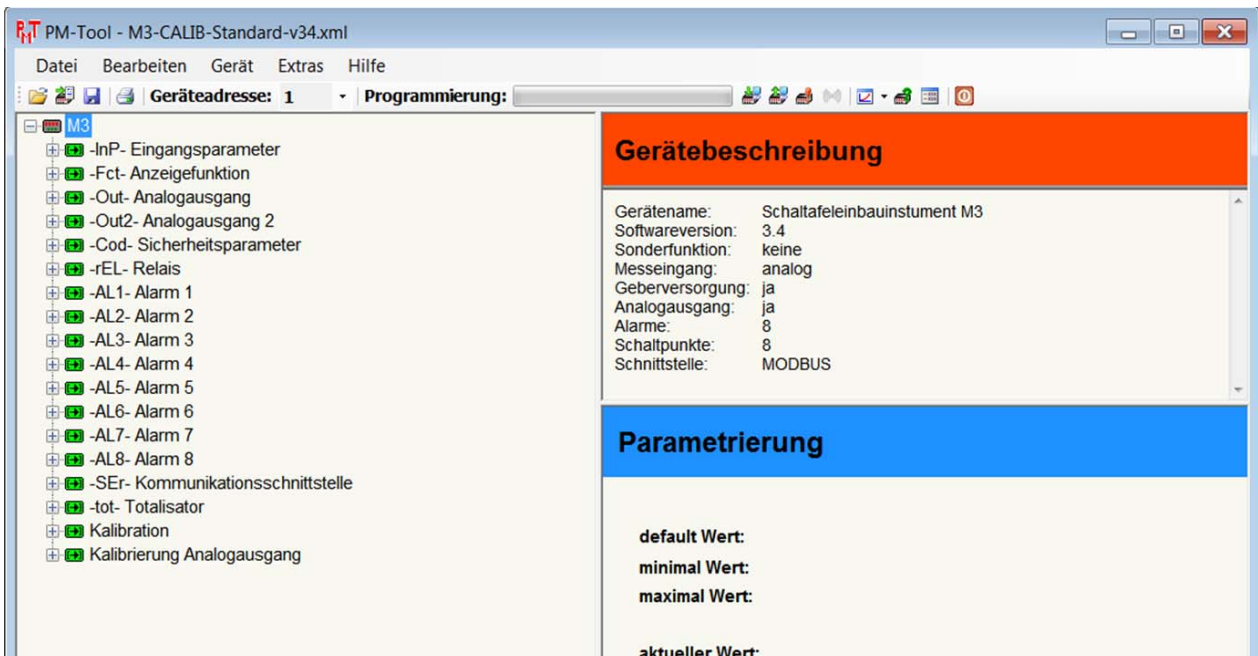 PM-Tool - M3-CALIB-Standard-v34.xml
Datei Bearbeiten Gerät Extras Hilfe
Geräteadresse: 1 Programmierung:
M3
-InP- Eingangsparameter
-Fct- Anzeigefunktion
-Out- Analogausgang
-Out2- Analogausgang 2
-Cod- Sicherheitsparameter
-rEL- Relais
-AL1- Alarm 1
-AL2- Alarm 2
-AL3- Alarm 3
-AL4- Alarm 4
-AL5- Alarm 5
-AL6- Alarm 6
-AL7- Alarm 7
-AL8- Alarm 8
-SEr- Kommunikationsschnittstelle
-tot- Totalisator
Kalibration
Kalibrierung Analogausgang
Gerätebeschreibung
Gerätename: Schaltafeleinbauinstument M3
Softwareversion: 3.4
Sonderfunktion: keine
Messeingang: analog
Geberversorgung: ja
Analogausgang: ja
Alarme: 8
Schaltpunkte: 8
Schnittstelle: MODBUS
Parametrierung
default Wert:
minimal Wert:
maximal Wert:
aktueller Wert: